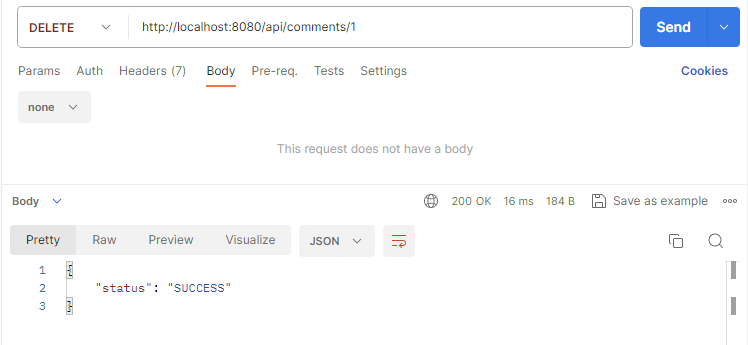 DELETE http://localhost:8080/api/comments/1 Send
Params Auth Headers (7) Body Pre-req. Tests Settings Cookies
none
This request does not have a body
Body 200 OK 16 ms 184 B Save as example
Pretty Raw Preview Visualize JSON
1 {
2 "status": "SUCCESS"
3 }